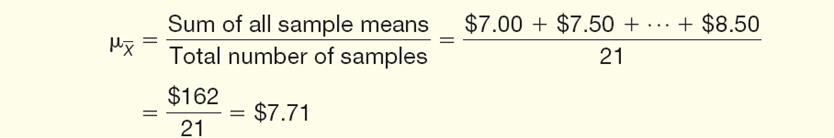 μX̄ = Sum of all sample means / Total number of samples = $7.00 + $7.50 + ··· + $8.50 / 21
= $162 / 21 = $7.71